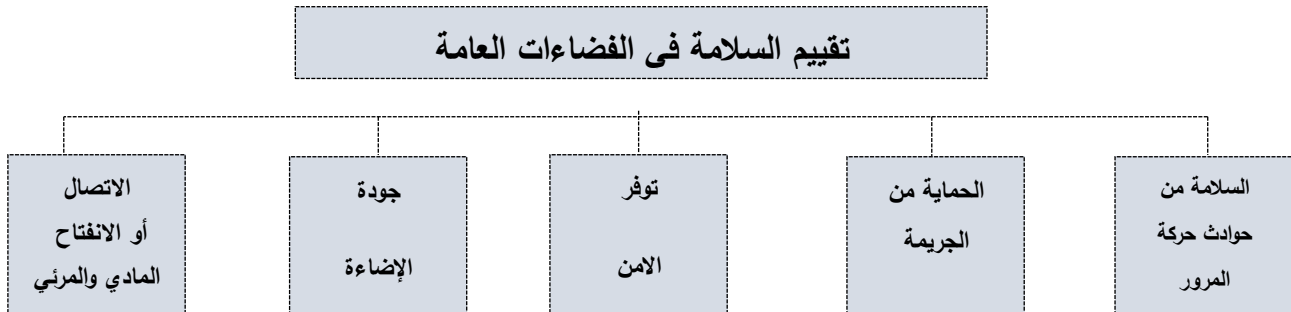 تقييم السلامة فى الفضاءات العامة
السلامة من
حوادث حركة
المرور
الحماية من
الجريمة
توفر
الامن
جودة
الإضاءة
الاتصال
أو الانفتاح
المادي والمرئي